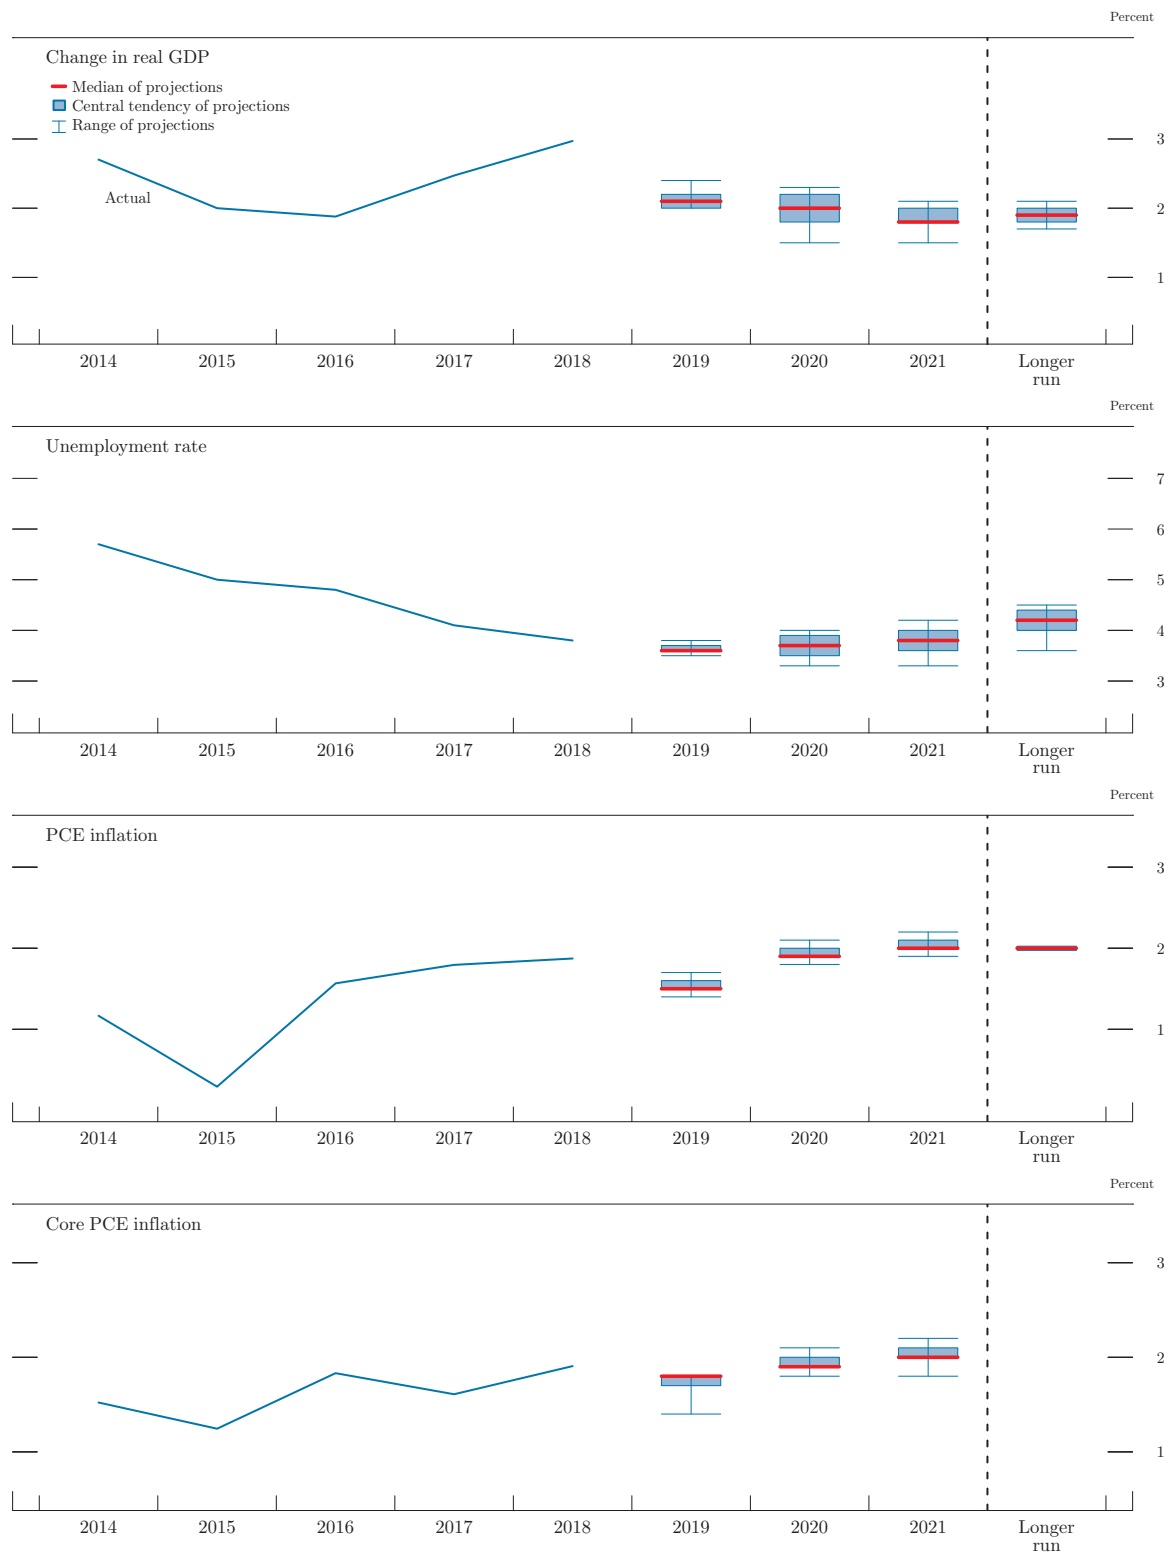 Percent
Change in real GDP
Median of projections
Central tendency of projections
Range of projections
Actual
3
2
1
2014 2015 2016 2017 2018 2019 2020 2021 Longer
run
Percent
Unemployment rate
7
6
5
4
3
2014 2015 2016 2017 2018 2019 2020 2021 Longer
run
Percent
PCE inflation
3
2
1
2014 2015 2016 2017 2018 2019 2020 2021 Longer
run
Percent
Core PCE inflation
3
2
1
2014 2015 2016 2017 2018 2019 2020 2021 Longer
run